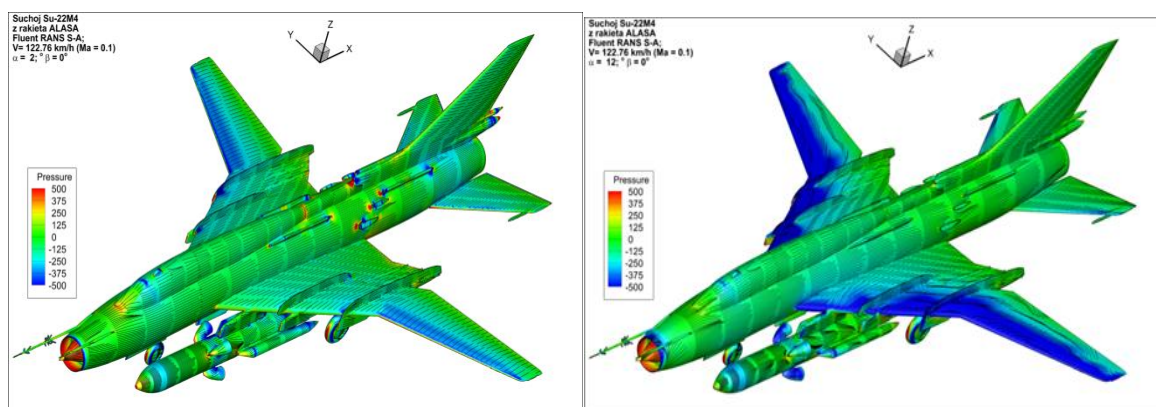 Suchoj Su-22M4
z rakieta ALASA
Fluent RANS S-A;
V= 122.76 km/h (Ma = 0.1)
α = 2; ° β = 0°
Z
Y
X
Pressure
500
375
250
125
0
-125
-250
-375
-500
Suchoj Su-22M4
z rakieta ALASA
Fluent RANS S-A;
V= 122.76 km/h (Ma = 0.1)
α = 12; ° β = 0°
Z
Y
X
Pressure
500
375
250
125
0
-125
-250
-375
-500